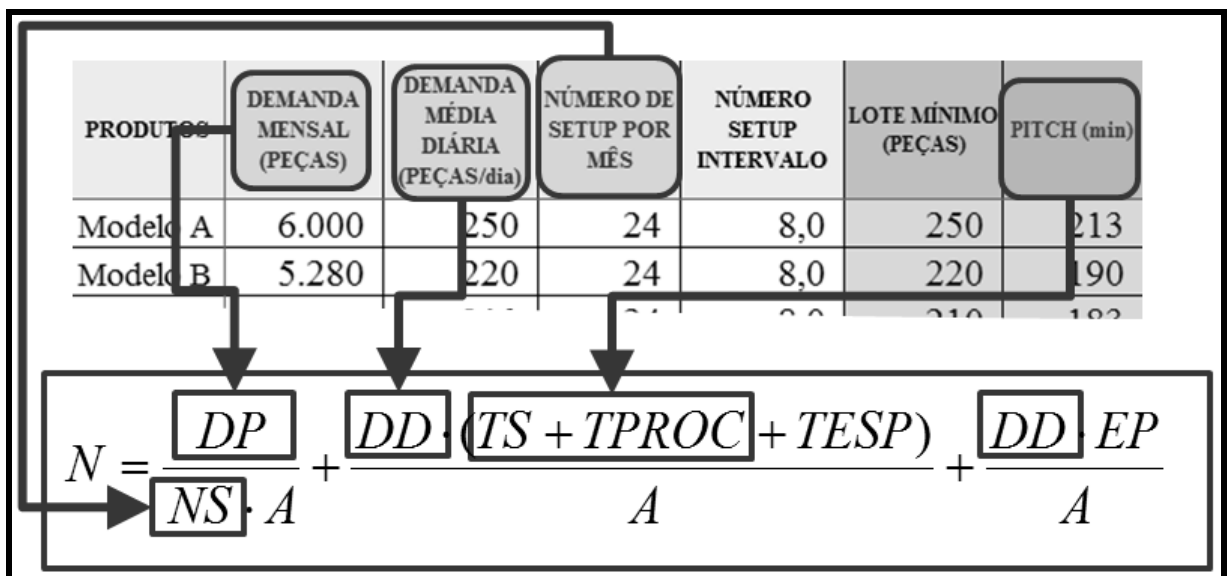 PRODUTOS DEMANDA MENSAL (PEÇAS) DEMANDA MÉDIA DIÁRIA (PEÇAS/dia) NÚMERO DE SETUP POR MÊS NÚMERO SETUP INTERVALO LOTE MÍNIMO (PEÇAS) PITCH (min)
Modelo A 6.000 250 24 8,0 250 213
Modelo B 5.280 220 24 8,0 220 190
N = DP / NS · A + DD · (TS + TPROC + TESP) / A + DD · EP / A